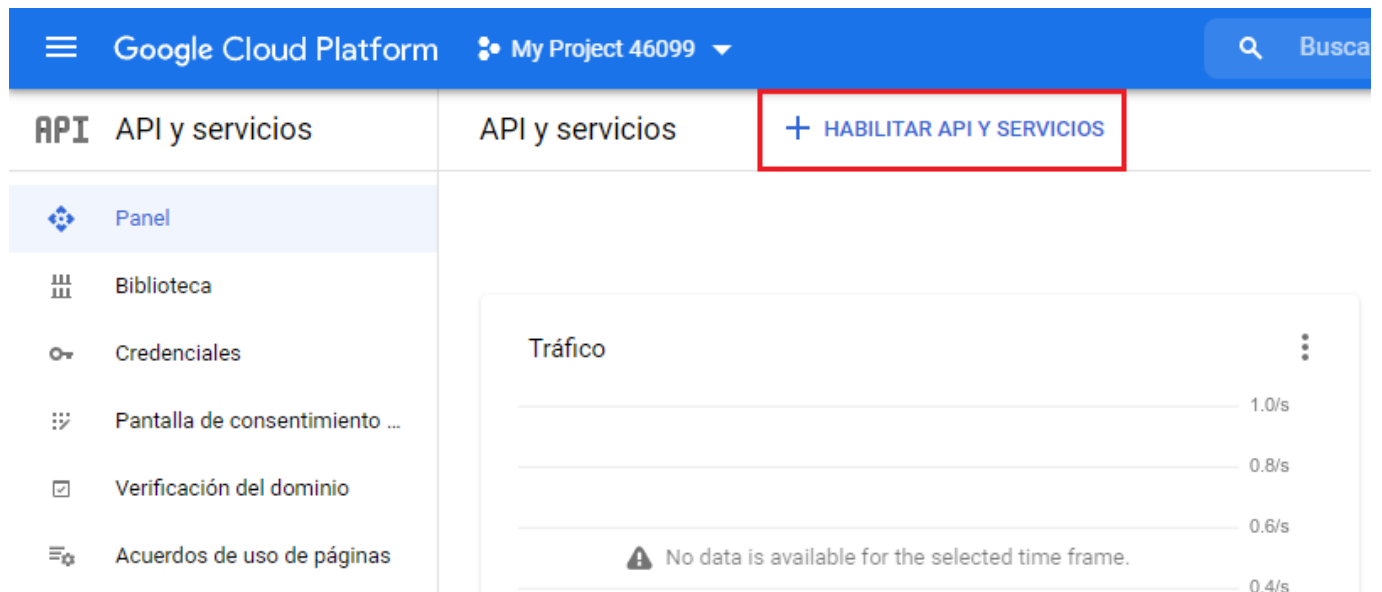 Google Cloud Platform My Project 46099 Busca
API API y servicios API y servicios + HABILITAR API Y SERVICIOS
Panel
Biblioteca
Credenciales
Pantalla de consentimiento ...
Verificación del dominio
Acuerdos de uso de páginas
Tráfico
1.0/s
0.8/s
0.6/s
No data is available for the selected time frame.
0.4/s